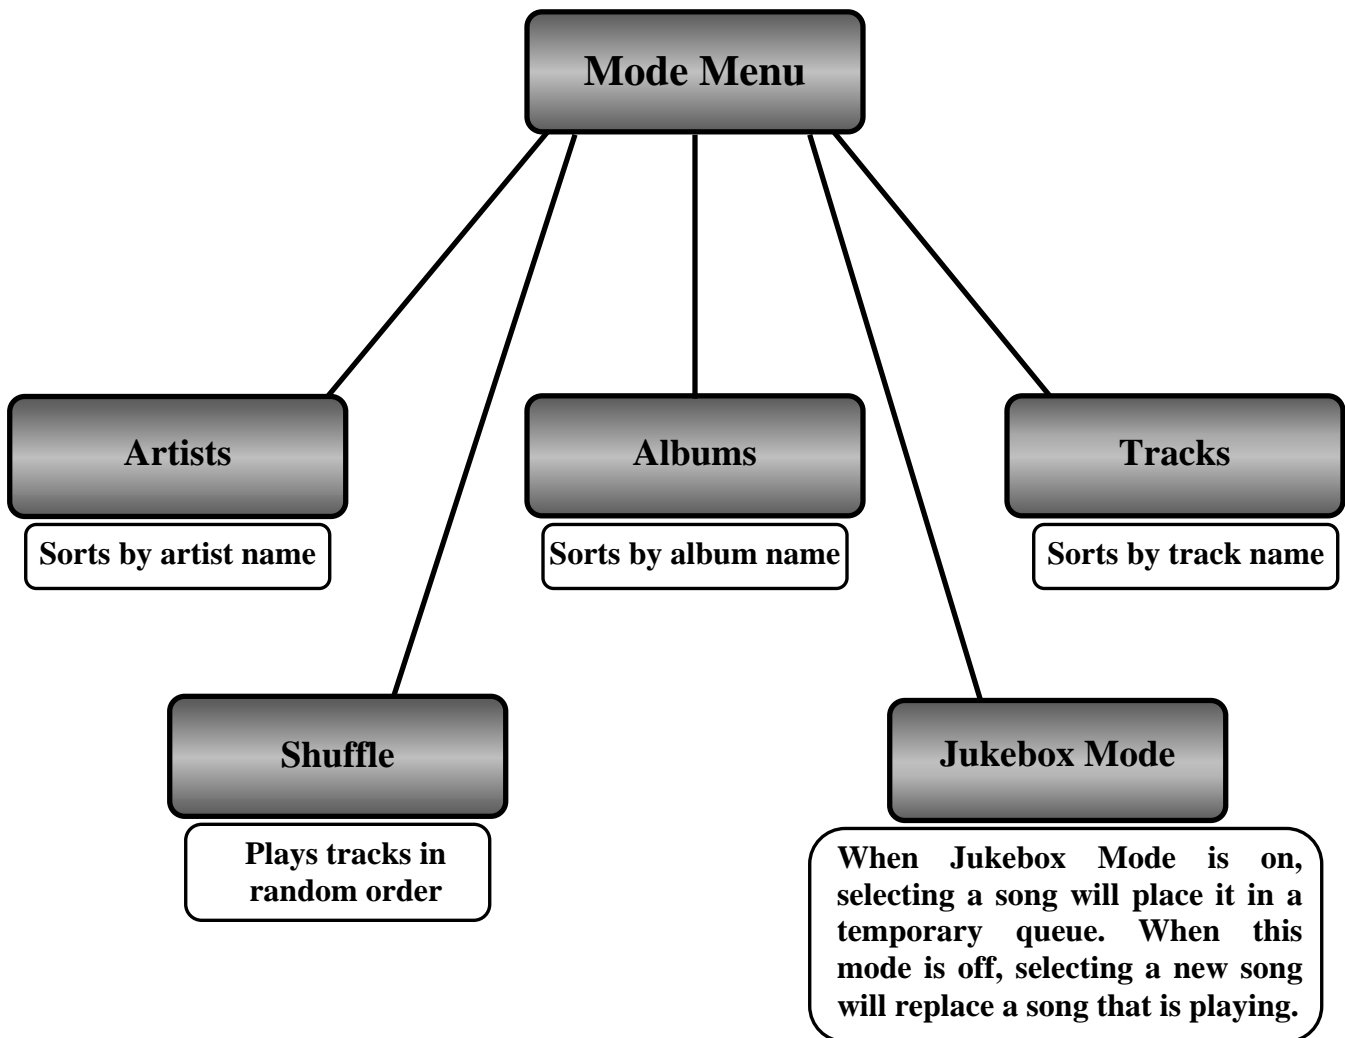 Mode Menu
Artists
Albums
Tracks
Sorts by artist name
Sorts by album name
Sorts by track name
Shuffle
Jukebox Mode
Plays tracks in
random order
When Jukebox Mode is on,
selecting a song will place it in a
temporary queue. When this
mode is off, selecting a new song
will replace a song that is playing.